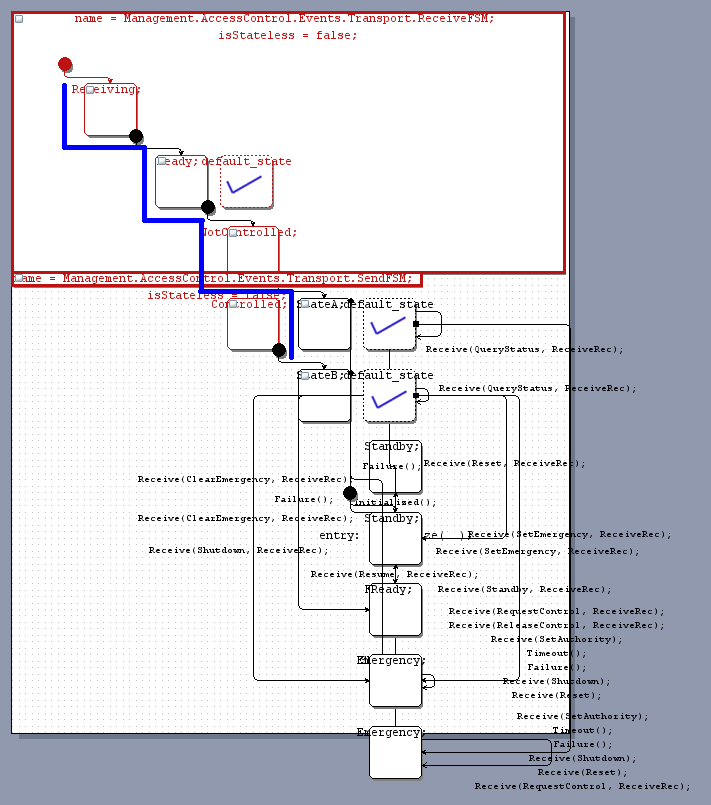 name = Management.AccessControl.Events.Transport.ReceiveFSM;
isStateless = false;
Receiving;
default_state
NotControlled;
= Management.AccessControl.Events.Transport.SendFSM;
isStateless = false;
Controlled;
StateA; default_state
Receive(QueryStatus, ReceiveRec);
StateB; default_state
Receive(QueryStatus, ReceiveRec);
Standby;
Failure(); Receive(Reset, ReceiveRec);
Receive(ClearEmergency, ReceiveRec);
Failure(); Initialized();
Receive(ClearEmergency, ReceiveRec); Standby;
entry: Receive(SetEmergency, ReceiveRec);
Receive(Shutdown, ReceiveRec); Receive(SetEmergency, ReceiveRec);
Receive(Resume, ReceiveRec);
Receive(Standby, ReceiveRec);
Receive(RequestControl, ReceiveRec);
Receive(ReleaseControl, ReceiveRec);
Receive(SetAuthority);
Timeout();
Emergency;
Failure();
Receive(Shutdown);
Receive(Reset);
Receive(SetAuthority);
Emergency; Timeout();
Failure();
Receive(Shutdown);
Receive(Reset);
Receive(RequestControl, ReceiveRec);